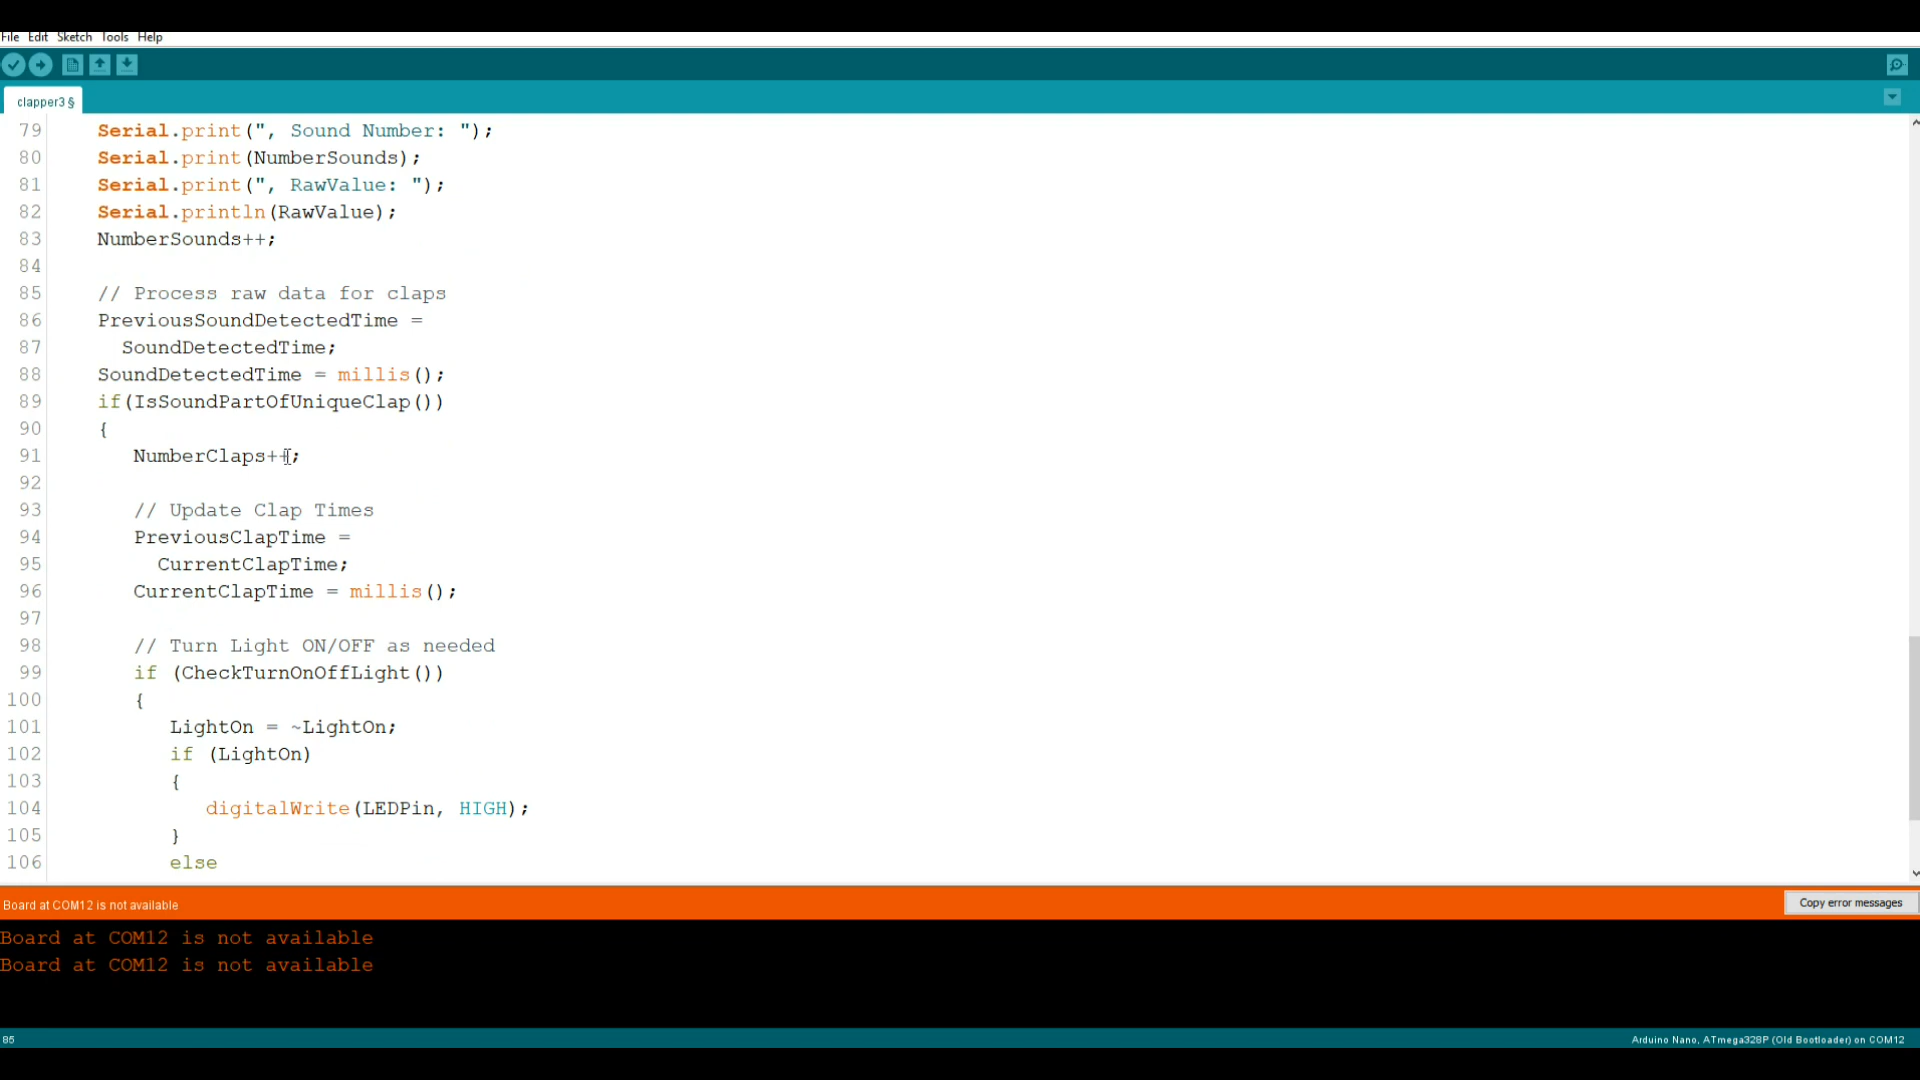 File Edit Sketch Tools Help
clapper3 §
79 Serial.print(", Sound Number: ");
80 Serial.print(NumberSounds);
81 Serial.print(", RawValue: ");
82 Serial.println(RawValue);
83 NumberSounds++;
84
85 // Process raw data for claps
86 PreviousSoundDetectedTime =
87 SoundDetectedTime;
88 SoundDetectedTime = millis();
89 if(IsSoundPartOfUniqueClap())
90 {
91 NumberClaps++;
92
93 // Update Clap Times
94 PreviousClapTime =
95 CurrentClapTime;
96 CurrentClapTime = millis();
97
98 // Turn Light ON/OFF as needed
99 if (CheckTurnOnOffLight())
100 {
101 LightOn = ~LightOn;
102 if (LightOn)
103 {
104 digitalWrite(LEDPin, HIGH);
105 }
106 else
Board at COM12 is not available
Copy error messages
Board at COM12 is not available
Board at COM12 is not available
85
Arduino Nano, ATmega328P (Old Bootloader) on COM12